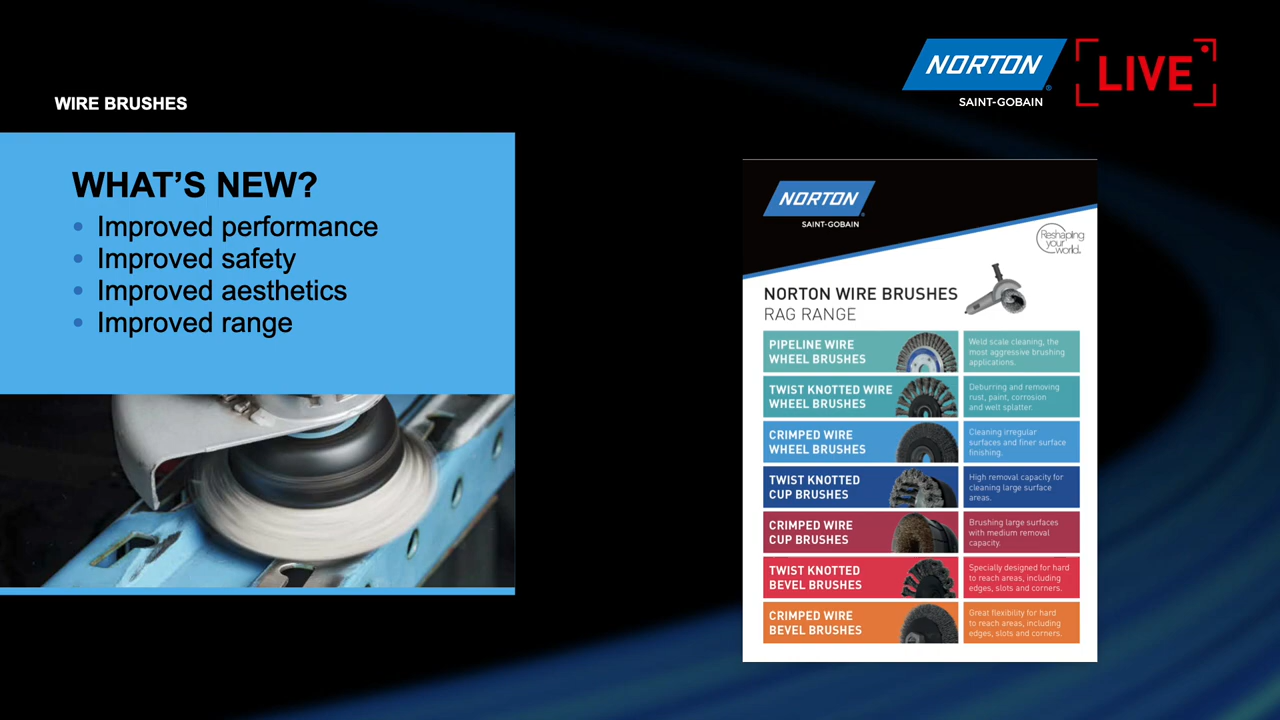 NORTON
SAINT-GOBAIN
LIVE
WIRE BRUSHES
WHAT’S NEW?
• Improved performance
• Improved safety
• Improved aesthetics
• Improved range
NORTON
SAINT-GOBAIN
Reshaping
your
world.
NORTON WIRE BRUSHES
RAG RANGE
PIPELINE WIRE
WHEEL BRUSHES
Weld scale cleaning, the
most aggressive brushing
applications.
TWIST KNOTTED WIRE
WHEEL BRUSHES
Deburring and removing
rust, paint, corrosion
and welt splatter.
CRIMPED WIRE
WHEEL BRUSHES
Cleaning irregular
surfaces and finer surface
finishing.
TWIST KNOTTED
CUP BRUSHES
High removal capacity for
cleaning large surface
areas.
CRIMPED WIRE
CUP BRUSHES
Brushing large surfaces
with medium removal
capacity.
TWIST KNOTTED
BEVEL BRUSHES
Specially designed for hard
to reach areas, including
edges, slots and corners.
CRIMPED WIRE
BEVEL BRUSHES
Great flexibility for hard
to reach areas, including
edges, slots and corners.